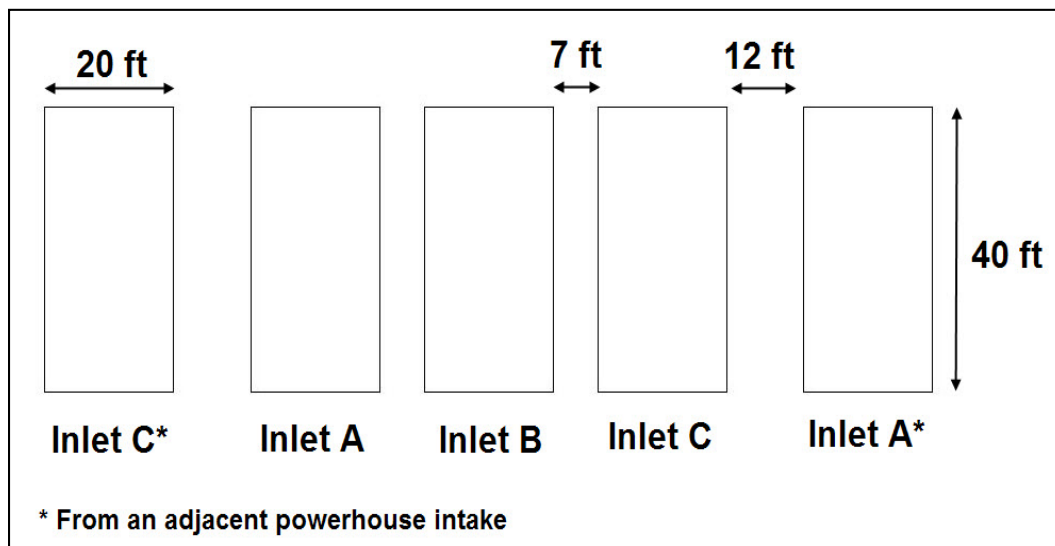 20 ft
7 ft
12 ft
40 ft
Inlet C*
Inlet A
Inlet B
Inlet C
Inlet A*
* From an adjacent powerhouse intake